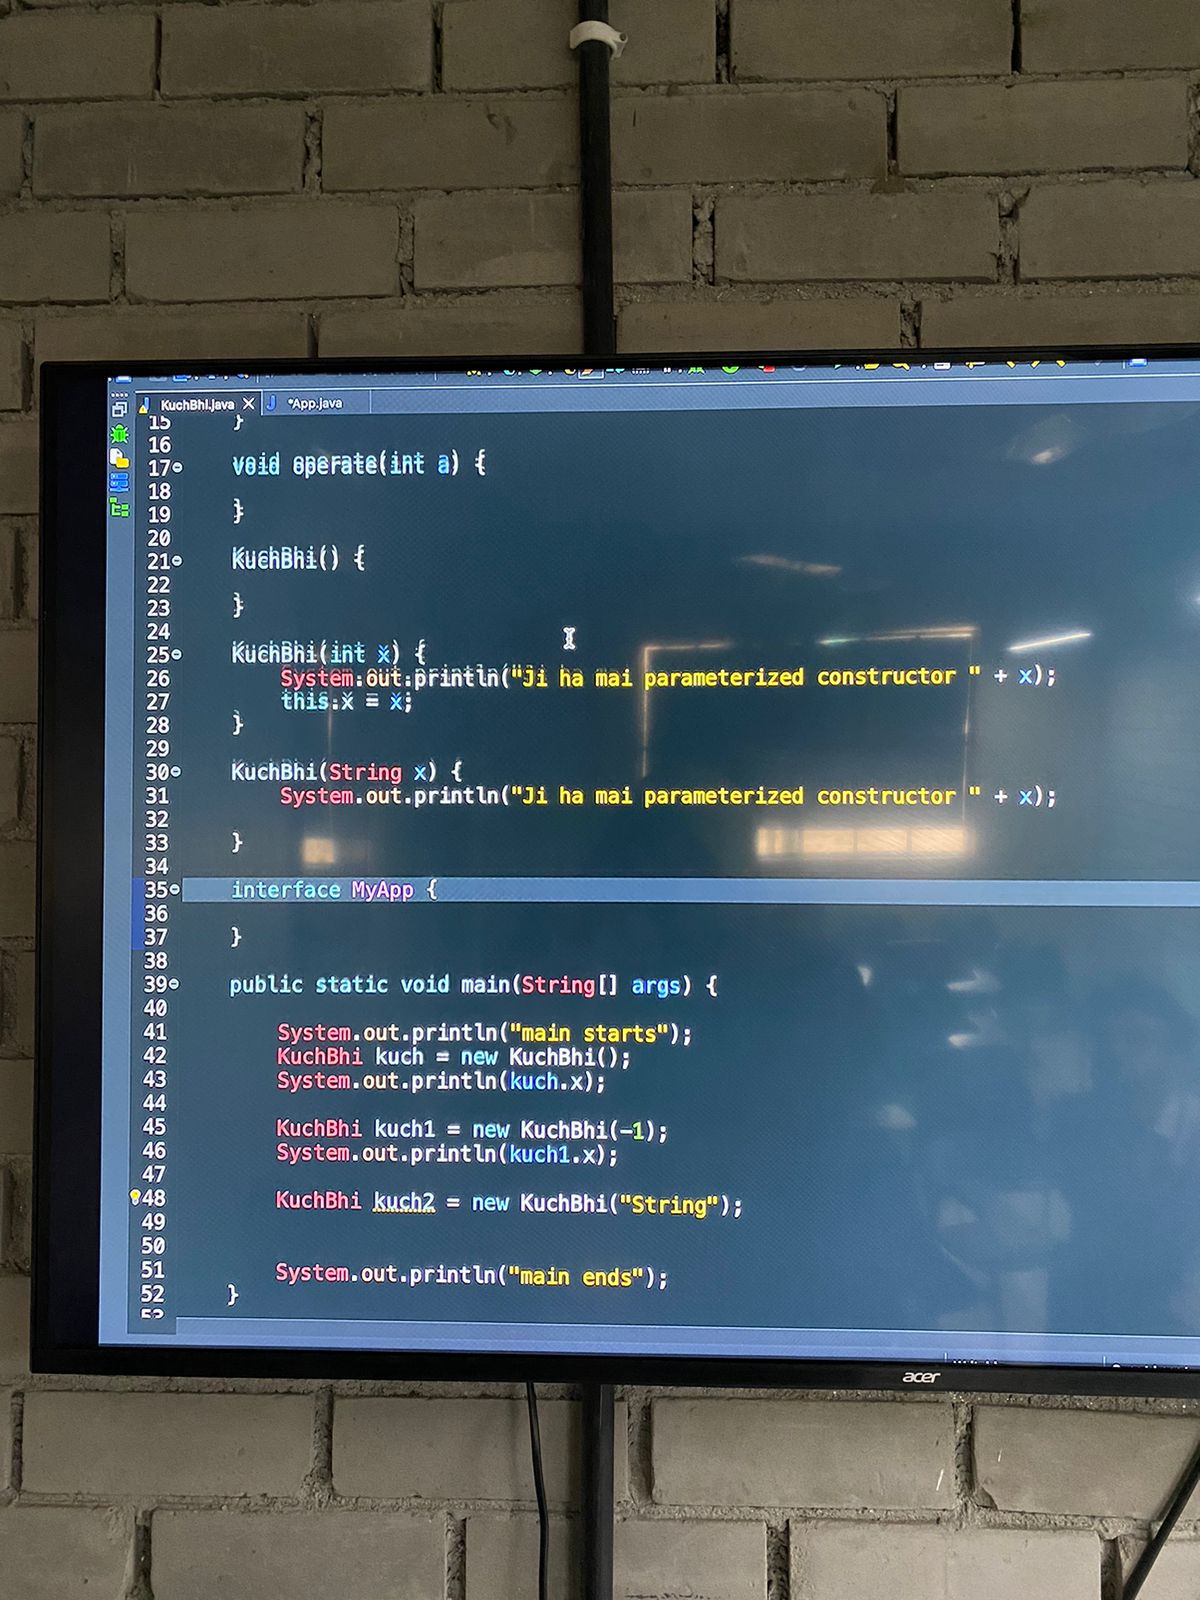 KuchBhi.java
*App.java
15 }
16
17 void operate(int a) {
18
19 }
20
21 KuchBhi() {
22
23 }
24
25 KuchBhi(int x) {
26 System.out.println("Ji ha mai parameterized constructor " + x);
27 this.x = x;
28 }
29
30 KuchBhi(String x) {
31 System.out.println("Ji ha mai parameterized constructor " + x);
32
33 }
34
35 interface MyApp {
36
37 }
38
39 public static void main(String[] args) {
40
41 System.out.println("main starts");
42 KuchBhi kuch = new KuchBhi();
43 System.out.println(kuch.x);
44
45 KuchBhi kuch1 = new KuchBhi(-1);
46 System.out.println(kuch1.x);
47
48 KuchBhi kuch2 = new KuchBhi("String");
49
50
51 System.out.println("main ends");
52 }
acer